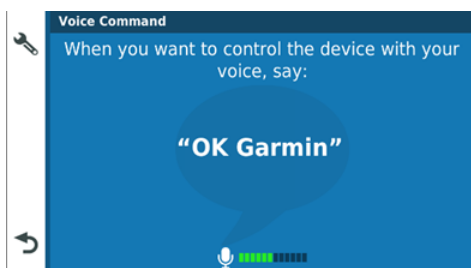 Voice Command
When you want to control the device with your
voice, say:
“OK Garmin”